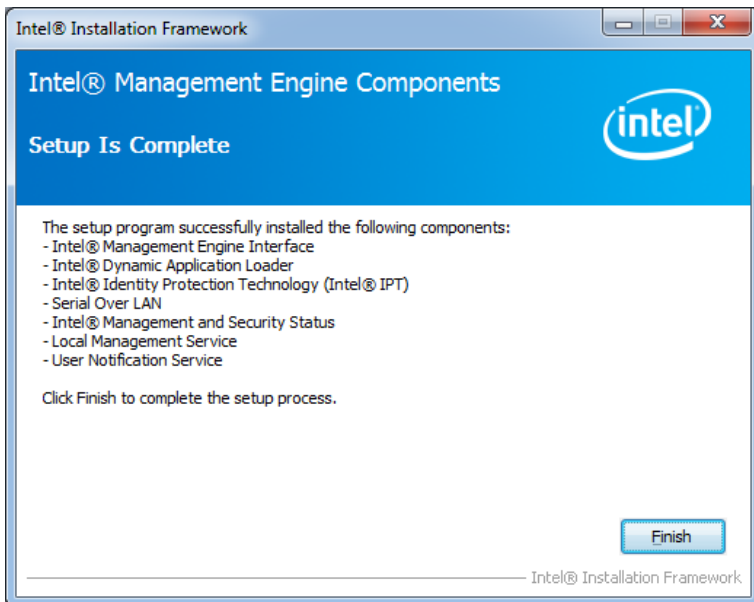 Intel® Installation Framework
Intel® Management Engine Components
Setup Is Complete
intel
The setup program successfully installed the following components:
- Intel® Management Engine Interface
- Intel® Dynamic Application Loader
- Intel® Identity Protection Technology (Intel® IPT)
- Serial Over LAN
- Intel® Management and Security Status
- Local Management Service
- User Notification Service
Click Finish to complete the setup process.
Finish
Intel® Installation Framework